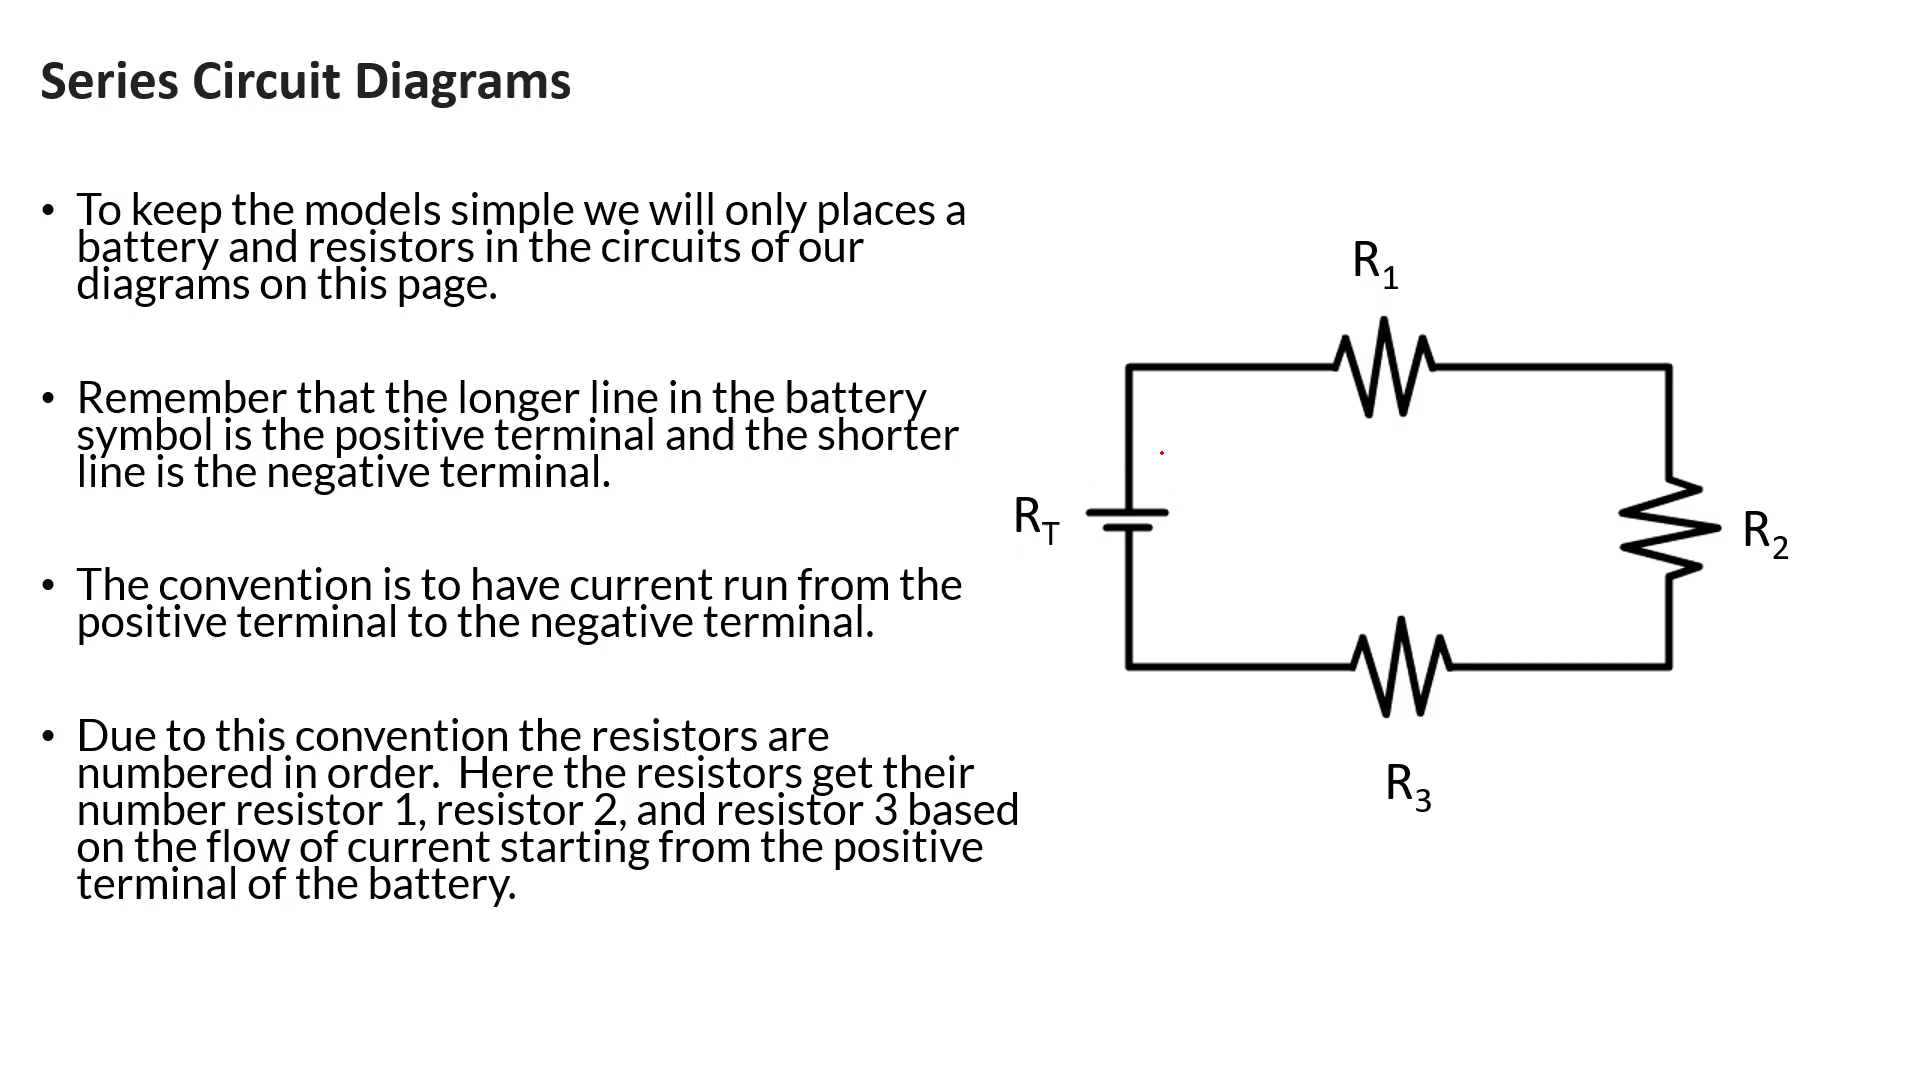 Series Circuit Diagrams
• To keep the models simple we will only places a
battery and resistors in the circuits of our
diagrams on this page.
• Remember that the longer line in the battery
symbol is the positive terminal and the shorter
line is the negative terminal.
• The convention is to have current run from the
positive terminal to the negative terminal.
• Due to this convention the resistors are
numbered in order.  Here the resistors get their
number resistor 1, resistor 2, and resistor 3 based
on the flow of current starting from the positive
terminal of the battery.
R1
RT
R2
R3